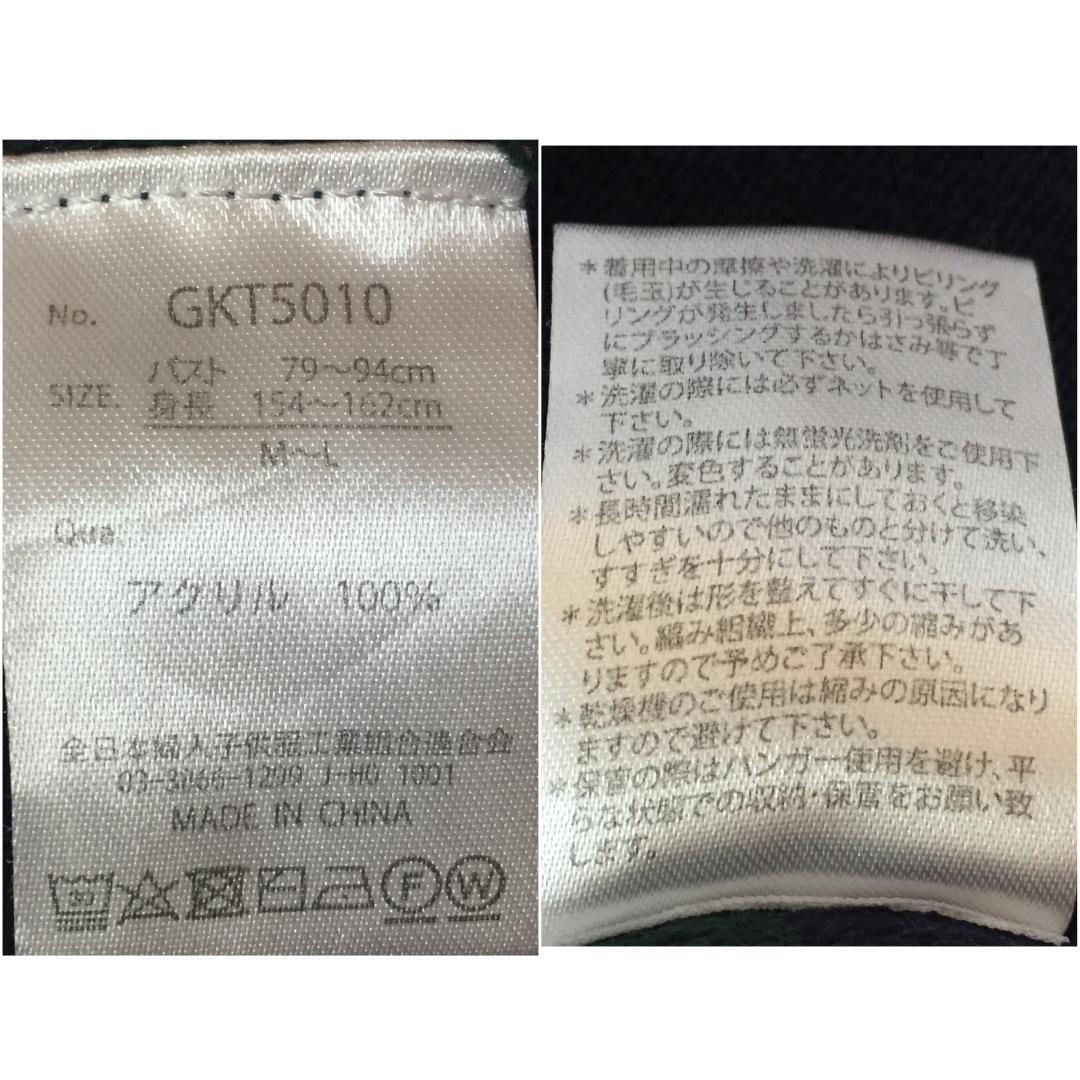 No. GKT5010
SIZE. バスト 79〜94cm
身長 154〜162cm
M〜L
Qua.
アクリル 100%
全日本婦人子供服工業組合連合会
03-3866-1299 J-H0 1001
MADE IN CHINA
30 F W
＊着用中の摩擦や洗濯によりピリング
(毛玉)が生じることがあります。ピ
リングが発生しましたら引っ張らず
にブラッシングするかはさみ等で丁
寧に取り除いて下さい。
＊洗濯の際には必ずネットを使用して
下さい。
＊洗濯の際には無蛍光洗剤をご使用下
さい。変色することがあります。
＊長時間濡れたままにしておくと移染
しやすいので他のものと分けて洗い、
すすぎを十分にして下さい。
＊洗濯後は形を整えてすぐに干して下
さい。編み組織上、多少の縮みがあ
りますので予めご了承下さい。
＊乾燥機のご使用は縮みの原因になり
ますので避けて下さい。
＊保管の際はハンガー使用を避け、平
らな状態での収納・保管をお願い致
します。